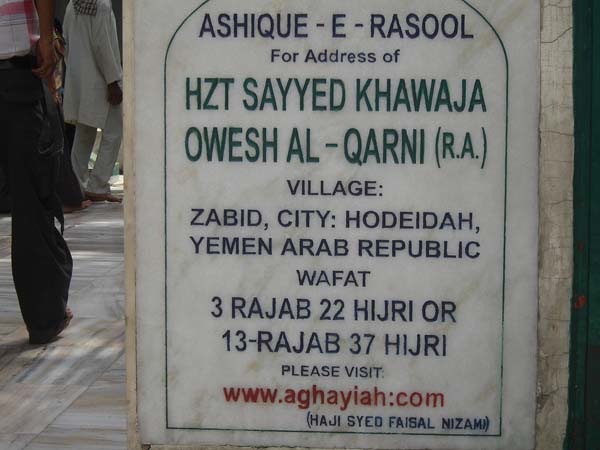 ASHIQUE - E - RASOOL
For Address of
HZT SAYYED KHAWAJA
OWESH AL - QARNI (R.A.)
VILLAGE:
ZABID, CITY: HODEIDAH,
YEMEN ARAB REPUBLIC
WAFAT
3 RAJAB 22 HIJRI OR
13-RAJAB 37 HIJRI
PLEASE VISIT:
www.aghayiah:com
(HAJI SYED FAISAL NIZAMI)